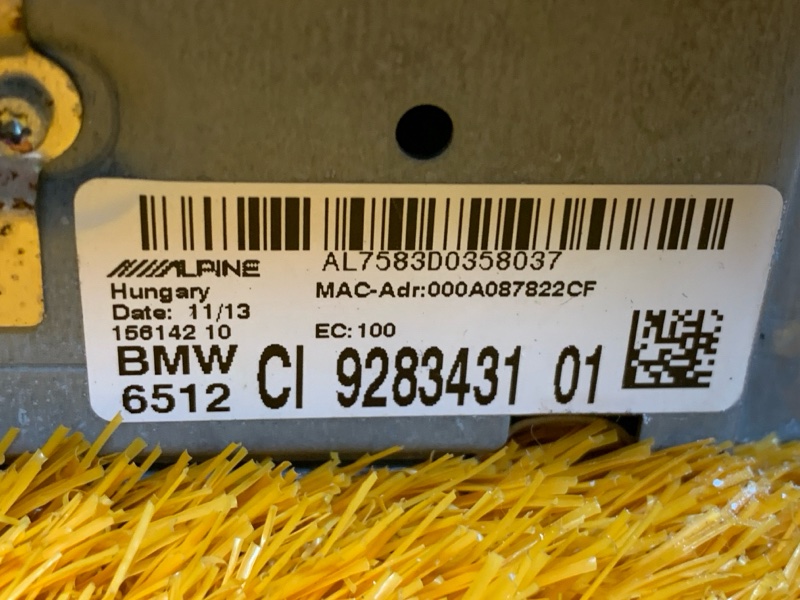 AL7583D0358037
ALPINE
Hungary
MAC-Adr:000A087822CF
Date: 11/13
156142 10
EC:100
BMW
6512
CI 9283431 01